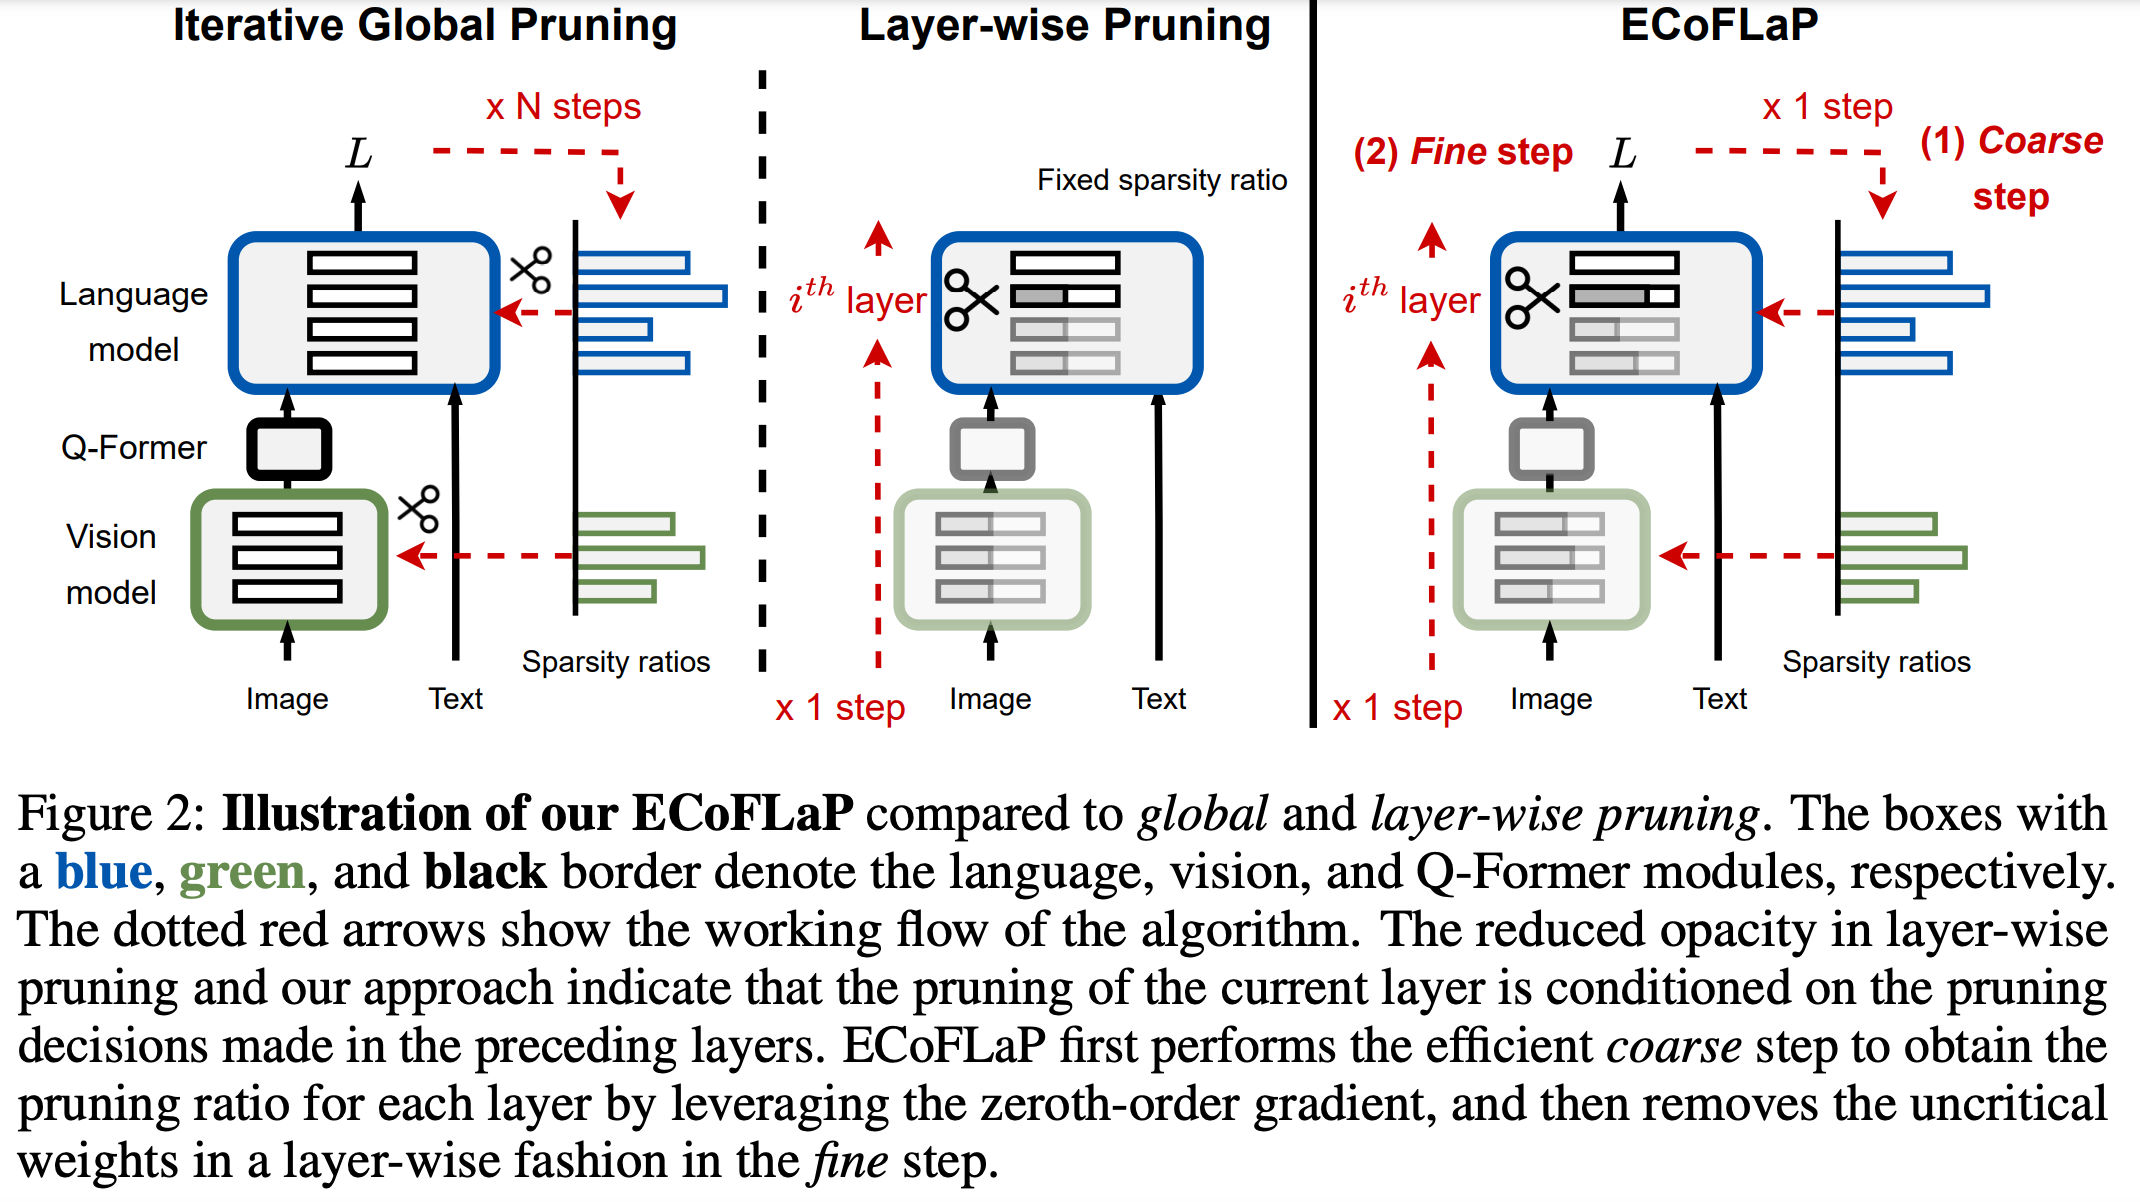 Iterative Global Pruning
x N steps
L
Language
model
Q-Former
Vision
model
Sparsity ratios
Image
Text
Layer-wise Pruning
Fixed sparsity ratio
i^th layer
x 1 step
Image
Text
ECoFLaP
x 1 step
(1) Coarse
step
(2) Fine step
L
i^th layer
x 1 step
Image
Text
Sparsity ratios
Figure 2: Illustration of our ECoFLaP compared to global and layer-wise pruning. The boxes with
a blue, green, and black border denote the language, vision, and Q-Former modules, respectively.
The dotted red arrows show the working flow of the algorithm. The reduced opacity in layer-wise
pruning and our approach indicate that the pruning of the current layer is conditioned on the pruning
decisions made in the preceding layers. ECoFLaP first performs the efficient coarse step to obtain the
pruning ratio for each layer by leveraging the zeroth-order gradient, and then removes the uncritical
weights in a layer-wise fashion in the fine step.